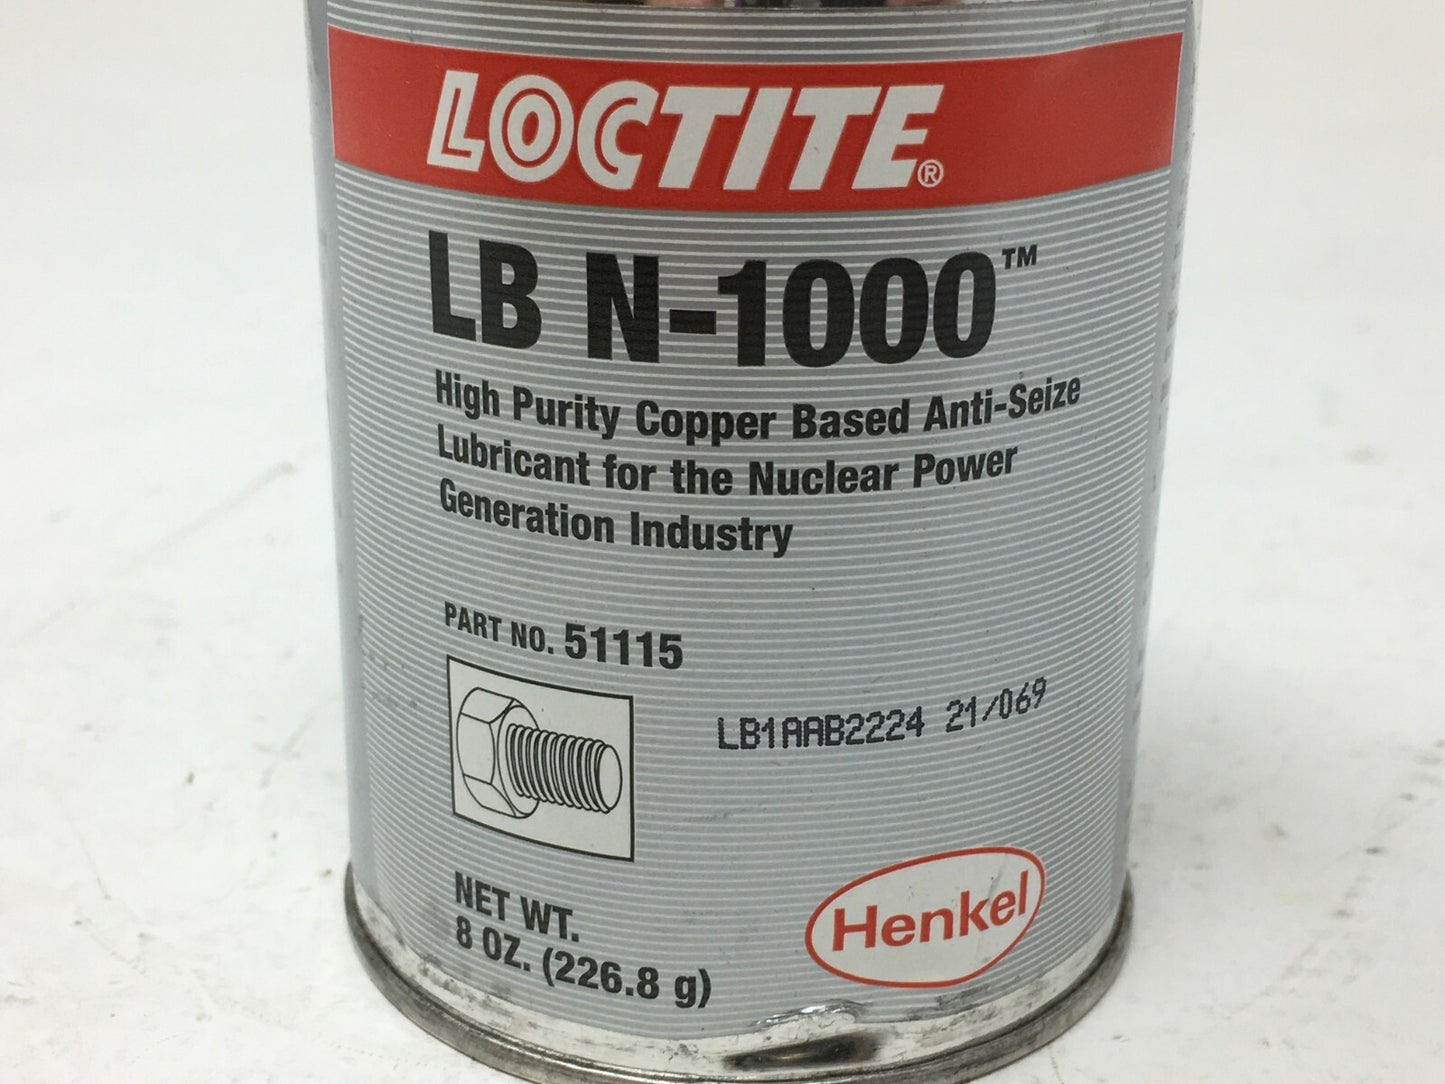 LOCTITE®
LB N-1000™
High Purity Copper Based Anti-Seize
Lubricant for the Nuclear Power
Generation Industry
PART NO. 51115
LB1AAB2224 21/069
NET WT.
8 OZ. (226.8 g)
Henkel